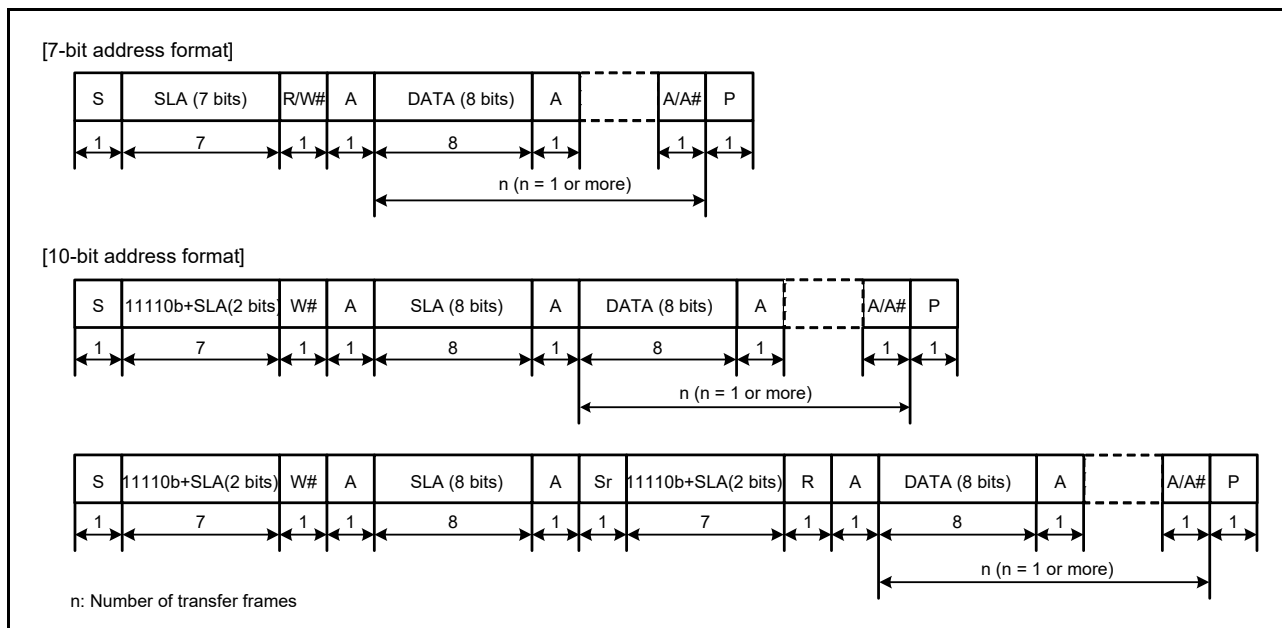 [7-bit address format]
S SLA (7 bits) R/W# A DATA (8 bits) A A/A# P
1 7 1 1 8 1 1 1
n (n = 1 or more)
[10-bit address format]
S 11110b+SLA(2 bits) W# A SLA (8 bits) A DATA (8 bits) A A/A# P
1 7 1 1 8 1 8 1 1 1
n (n = 1 or more)
S 11110b+SLA(2 bits) W# A SLA (8 bits) A Sr 11110b+SLA(2 bits) R A DATA (8 bits) A A/A# P
1 7 1 1 8 1 1 7 1 1 8 1 1 1
n (n = 1 or more)
n: Number of transfer frames